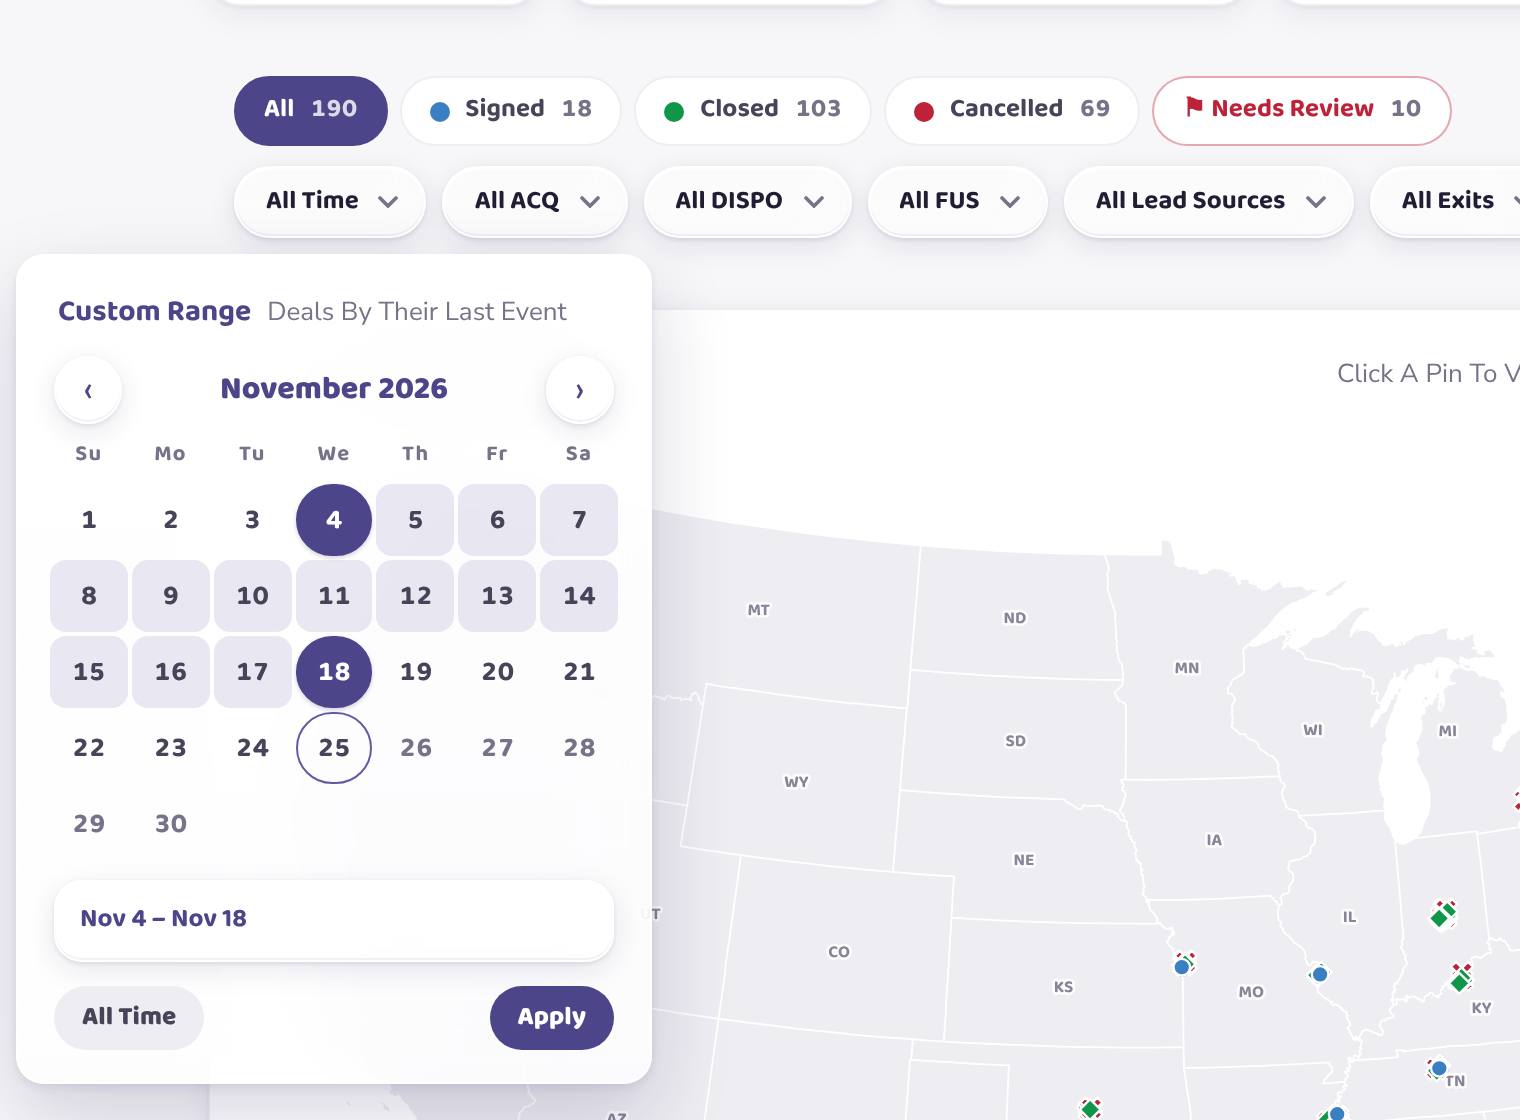 All 190 Signed 18 Closed 103 Cancelled 69 Needs Review 10
All Time All ACQ All DISPO All FUS All Lead Sources All Exits
Custom Range Deals By Their Last Event
‹ November 2026 ›
Su Mo Tu We Th Fr Sa
1 2 3 4 5 6 7
8 9 10 11 12 13 14
15 16 17 18 19 20 21
22 23 24 25 26 27 28
29 30
Nov 4 – Nov 18
All Time Apply
Click A Pin To V
MT
ND
MN
WI
MI
SD
WY
IA
NE
IL
UT
CO
KS
MO
KY
TN
AZ